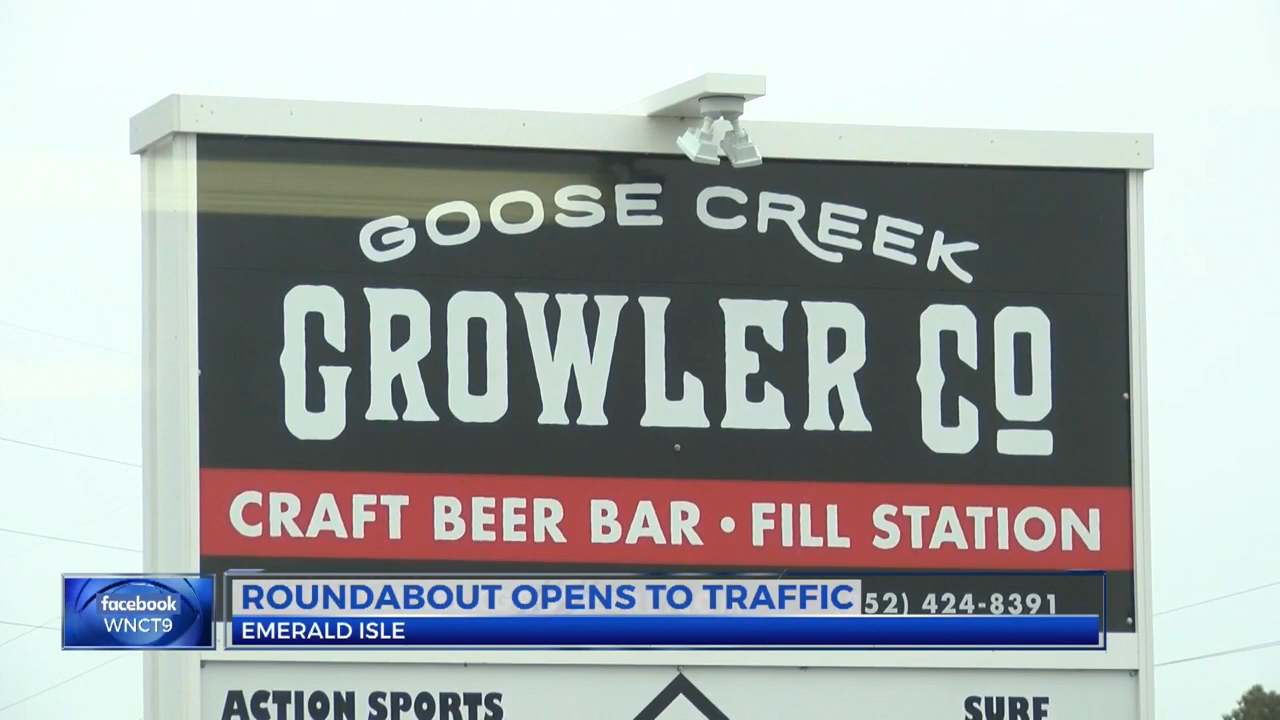 GOOSE CREEK
GROWLER CO
CRAFT BEER BAR • FILL STATION
facebook
WNCT9
ROUNDABOUT OPENS TO TRAFFIC
52) 424-8391
EMERALD ISLE
ACTION SPORTS
SURF